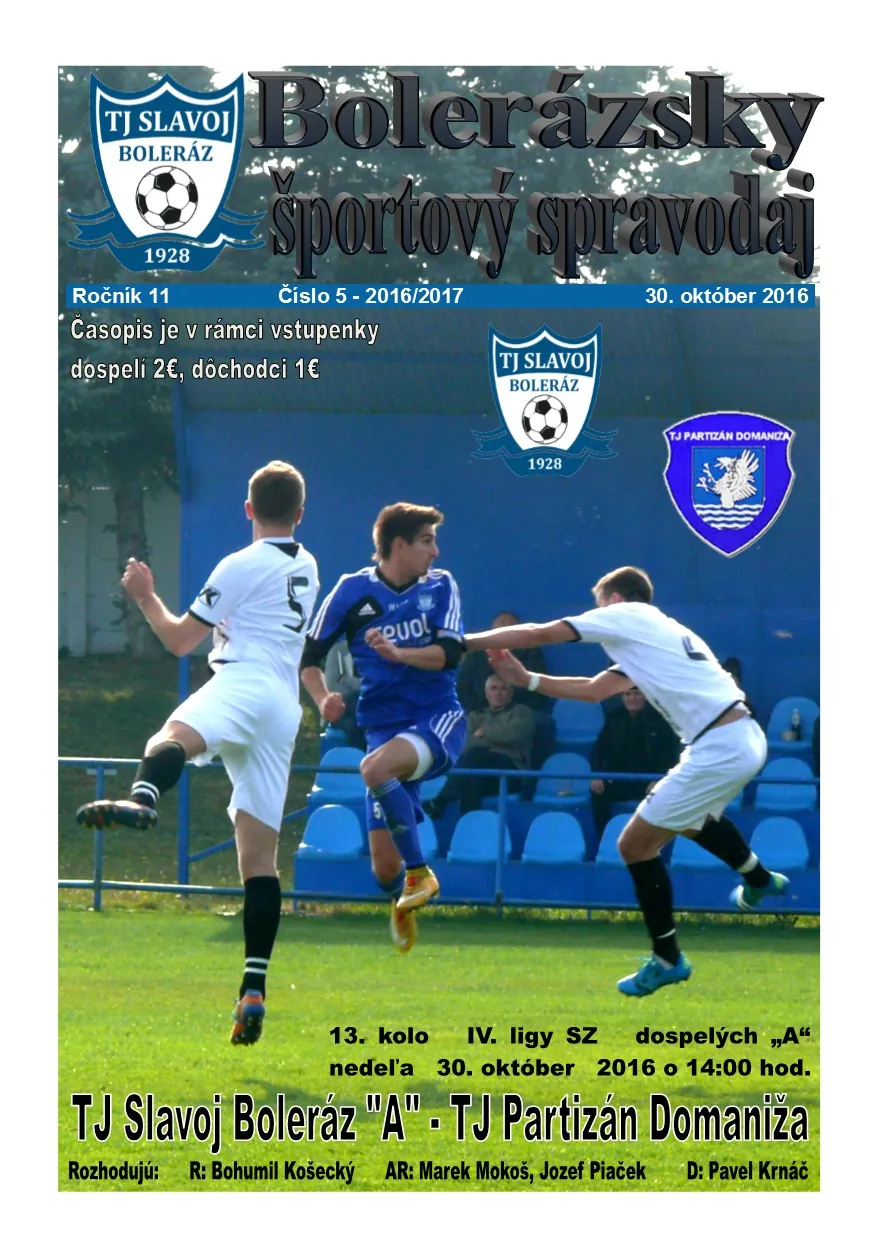 TJ SLAVOJ
BOLERÁZ
1928
Bolerázsky
športový spravodaj
Ročník 11 Číslo 5 - 2016/2017 30. október 2016
Časopis je v rámci vstupenky
dospelí 2€, dôchodci 1€
TJ SLAVOJ
BOLERÁZ
1928
TJ PARTIZÁN DOMANIŽA
5
13. kolo IV. ligy SZ dospelých „A“
nedeľa 30. október 2016 o 14:00 hod.
TJ Slavoj Boleráz "A" - TJ Partizán Domaniža
Rozhodujú: R: Bohumil Košecký AR: Marek Mokoš, Jozef Piaček D: Pavel Krnáč